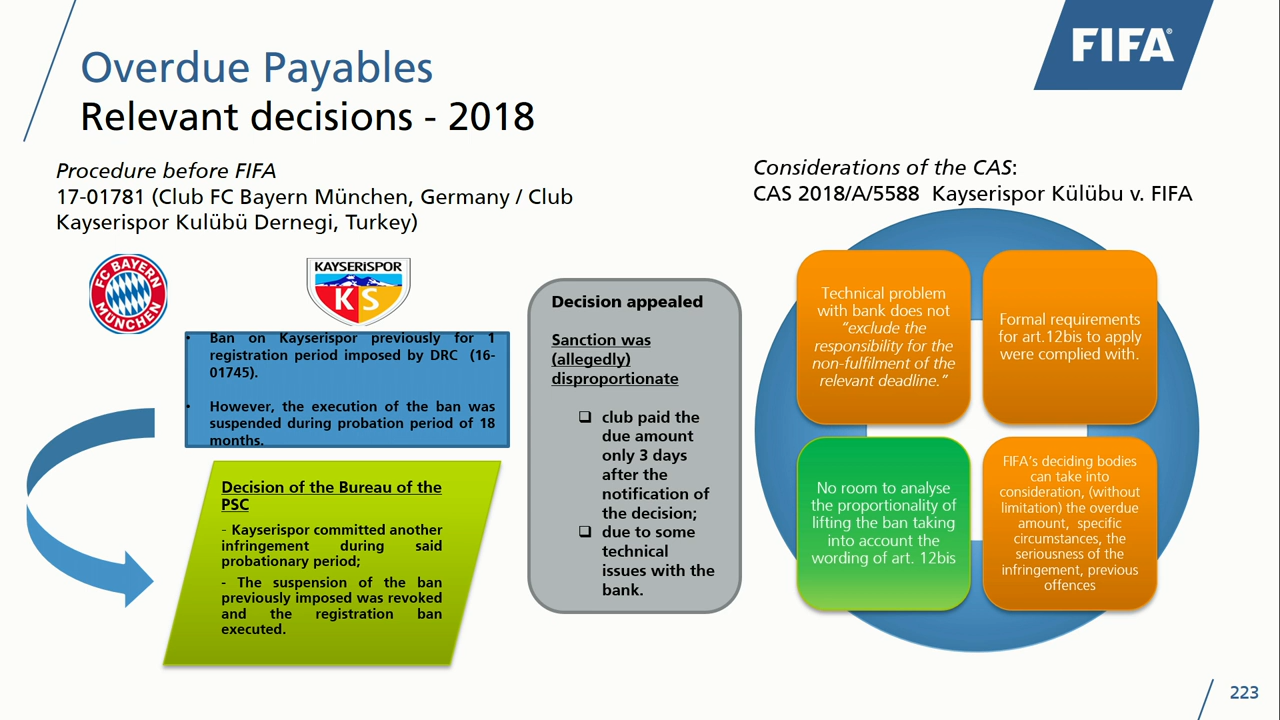 FIFA
Overdue Payables
Relevant decisions - 2018
Procedure before FIFA
17-01781 (Club FC Bayern München, Germany / Club
Kayserispor Kulübü Dernegi, Turkey)
FC BAYERN
MÜNCHEN
KAYSERISPOR
K S
• Ban on Kayserispor previously for 1
registration period imposed by DRC (16-
01745).
• However, the execution of the ban was
suspended during probation period of 18
months.
Decision of the Bureau of the
PSC
- Kayserispor committed another
infringement during said
probationary period;
- The suspension of the ban
previously imposed was revoked
and the registration ban
executed.
Decision appealed
Sanction was
(allegedly)
disproportionate
❑ club paid the
due amount
only 3 days
after the
notification of
the decision;
❑ due to some
technical
issues with the
bank.
Considerations of the CAS:
CAS 2018/A/5588 Kayserispor Külübu v. FIFA
Technical problem
with bank does not
“exclude the
responsibility for the
non-fulfilment of the
relevant deadline.”
Formal requirements
for art.12bis to apply
were complied with.
No room to analyse
the proportionality of
lifting the ban taking
into account the
wording of art. 12bis
FIFA’s deciding bodies
can take into
consideration, (without
limitation) the overdue
amount, specific
circumstances, the
seriousness of the
infringement, previous
offences
223